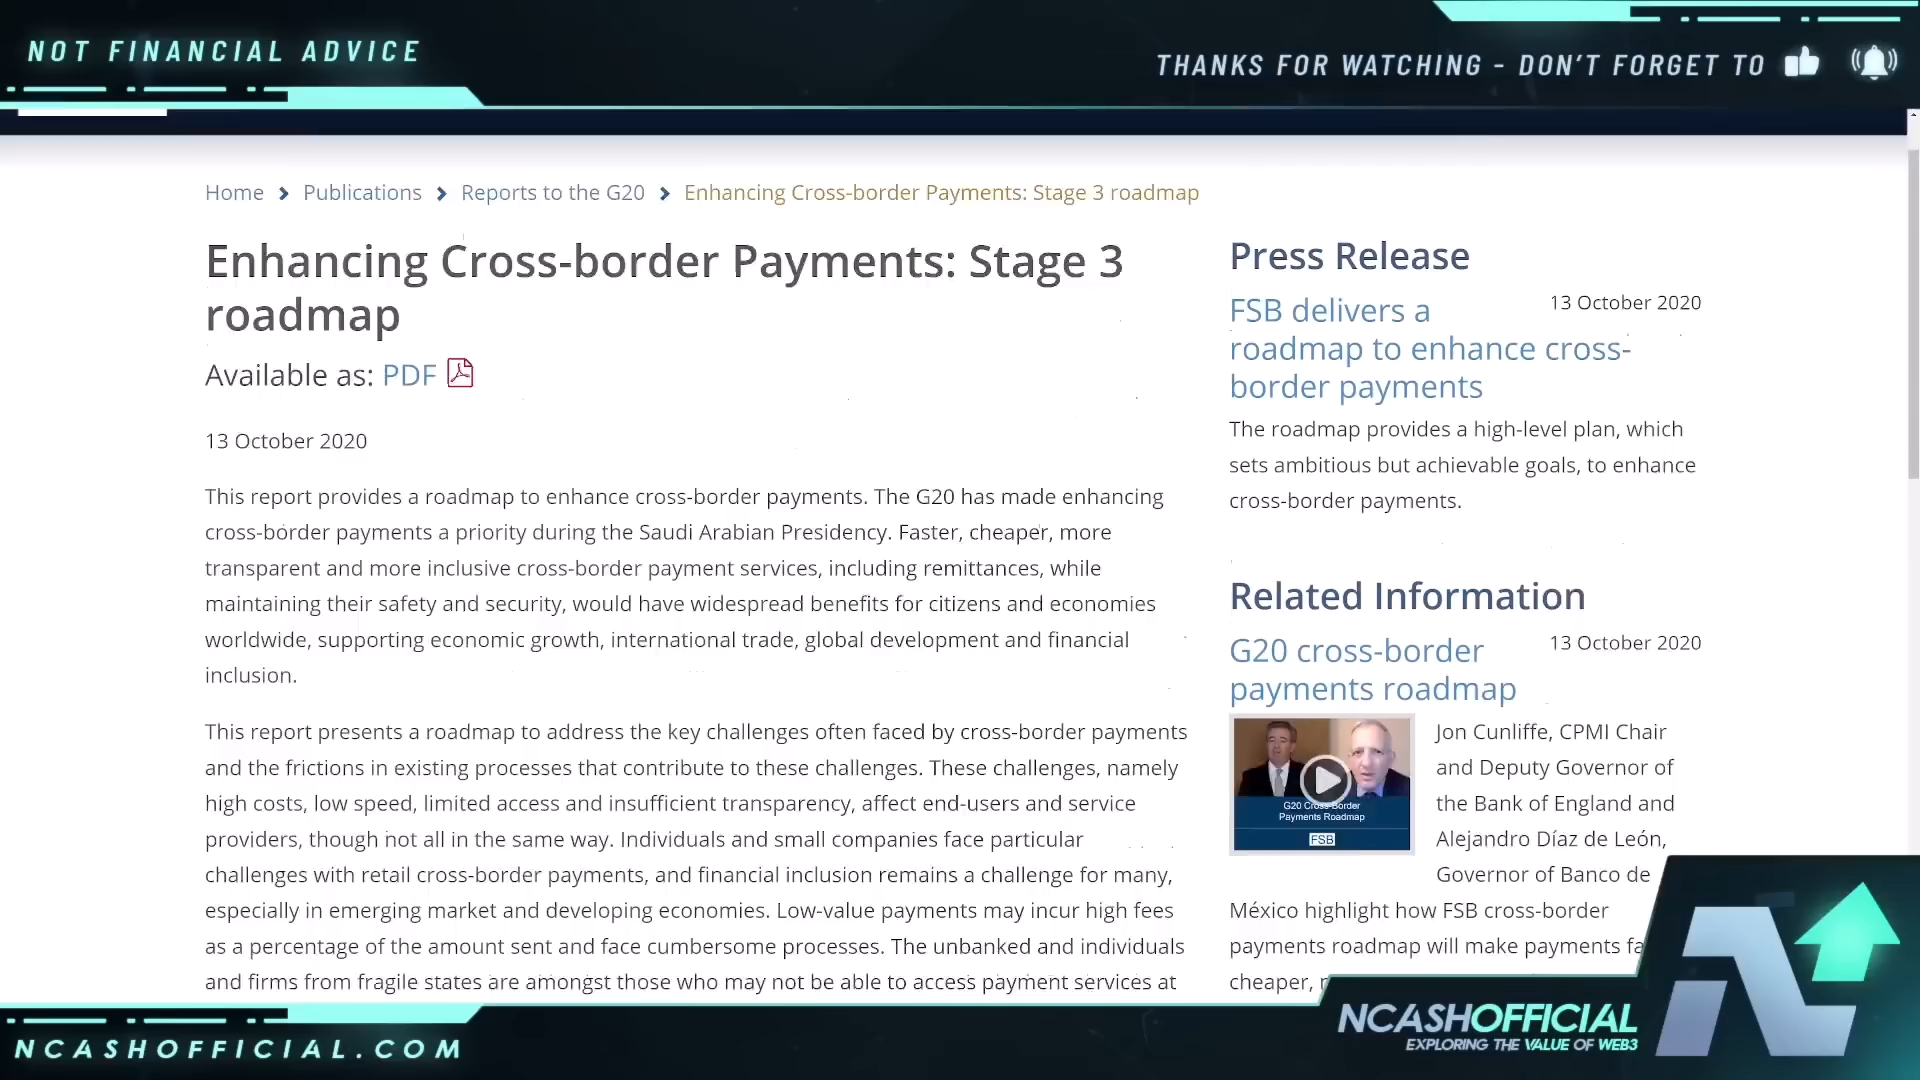 NOT FINANCIAL ADVICE
THANKS FOR WATCHING - DON'T FORGET TO
Home > Publications > Reports to the G20 > Enhancing Cross-border Payments: Stage 3 roadmap
Enhancing Cross-border Payments: Stage 3
roadmap
Available as: PDF
13 October 2020
This report provides a roadmap to enhance cross-border payments. The G20 has made enhancing
cross-border payments a priority during the Saudi Arabian Presidency. Faster, cheaper, more
transparent and more inclusive cross-border payment services, including remittances, while
maintaining their safety and security, would have widespread benefits for citizens and economies
worldwide, supporting economic growth, international trade, global development and financial
inclusion.
This report presents a roadmap to address the key challenges often faced by cross-border payments
and the frictions in existing processes that contribute to these challenges. These challenges, namely
high costs, low speed, limited access and insufficient transparency, affect end-users and service
providers, though not all in the same way. Individuals and small companies face particular
challenges with retail cross-border payments, and financial inclusion remains a challenge for many,
especially in emerging market and developing economies. Low-value payments may incur high fees
as a percentage of the amount sent and face cumbersome processes. The unbanked and individuals
and firms from fragile states are amongst those who may not be able to access payment services at
Press Release
FSB delivers a
13 October 2020
roadmap to enhance cross-
border payments
The roadmap provides a high-level plan, which
sets ambitious but achievable goals, to enhance
cross-border payments.
Related Information
G20 cross-border
13 October 2020
payments roadmap
G20 Cross-Border
Payments Roadmap
FSB
Jon Cunliffe, CPMI Chair
and Deputy Governor of
the Bank of England and
Alejandro Díaz de León,
Governor of Banco de
México highlight how FSB cross-border
payments roadmap will make payments fa
cheaper,
NCASHOFFICIAL.COM
NCASHOFFICIAL
EXPLORING THE VALUE OF WEB3